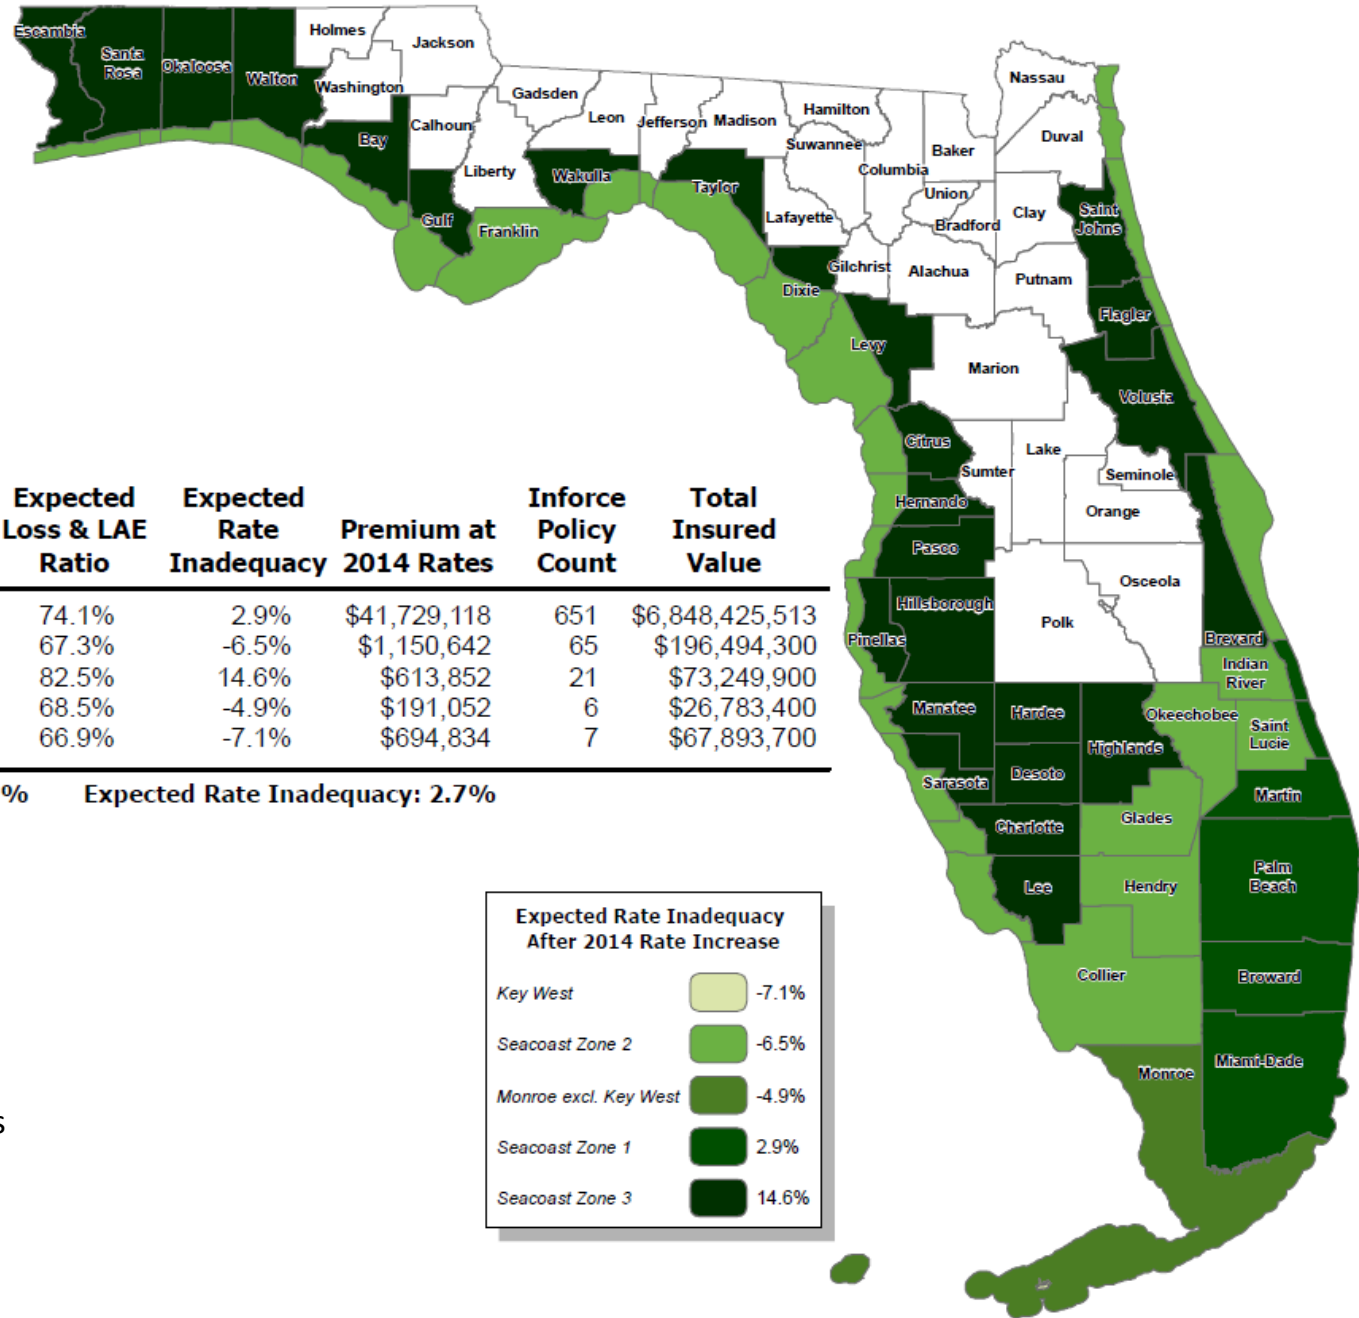 Escambia
Santa
Rosa
Okaloosa
Walton
Holmes
Jackson
Washington
Bay
Calhoun
Gulf
Liberty
Gadsden
Leon
Wakulla
Franklin
Jefferson
Madison
Taylor
Hamilton
Suwannee
Lafayette
Columbia
Baker
Nassau
Duval
Union
Bradford
Clay
Saint
Johns
Gilchrist
Alachua
Putnam
Dixie
Flagler
Levy
Marion
Volusia
Citrus
Sumter
Lake
Seminole
Hernando
Orange
Pasco
Osceola
Hillsborough
Pinellas
Polk
Brevard
Indian
River
Manatee
Hardee
Okeechobee
Saint
Lucie
Highlands
Sarasota
Desoto
Martin
Charlotte
Glades
Lee
Hendry
Palm
Beach
Collier
Broward
Monroe
Miami-Dade
Expected Expected Inforce Total
Loss & LAE Rate Premium at Policy Insured
Ratio Inadequacy 2014 Rates Count Value
74.1% 2.9% $41,729,118 651 $6,848,425,513
67.3% -6.5% $1,150,642 65 $196,494,300
82.5% 14.6% $613,852 21 $73,249,900
68.5% -4.9% $191,052 6 $26,783,400
66.9% -7.1% $694,834 7 $67,893,700
% Expected Rate Inadequacy: 2.7%
Expected Rate Inadequacy
After 2014 Rate Increase
Key West -7.1%
Seacoast Zone 2 -6.5%
Monroe excl. Key West -4.9%
Seacoast Zone 1 2.9%
Seacoast Zone 3 14.6%
s